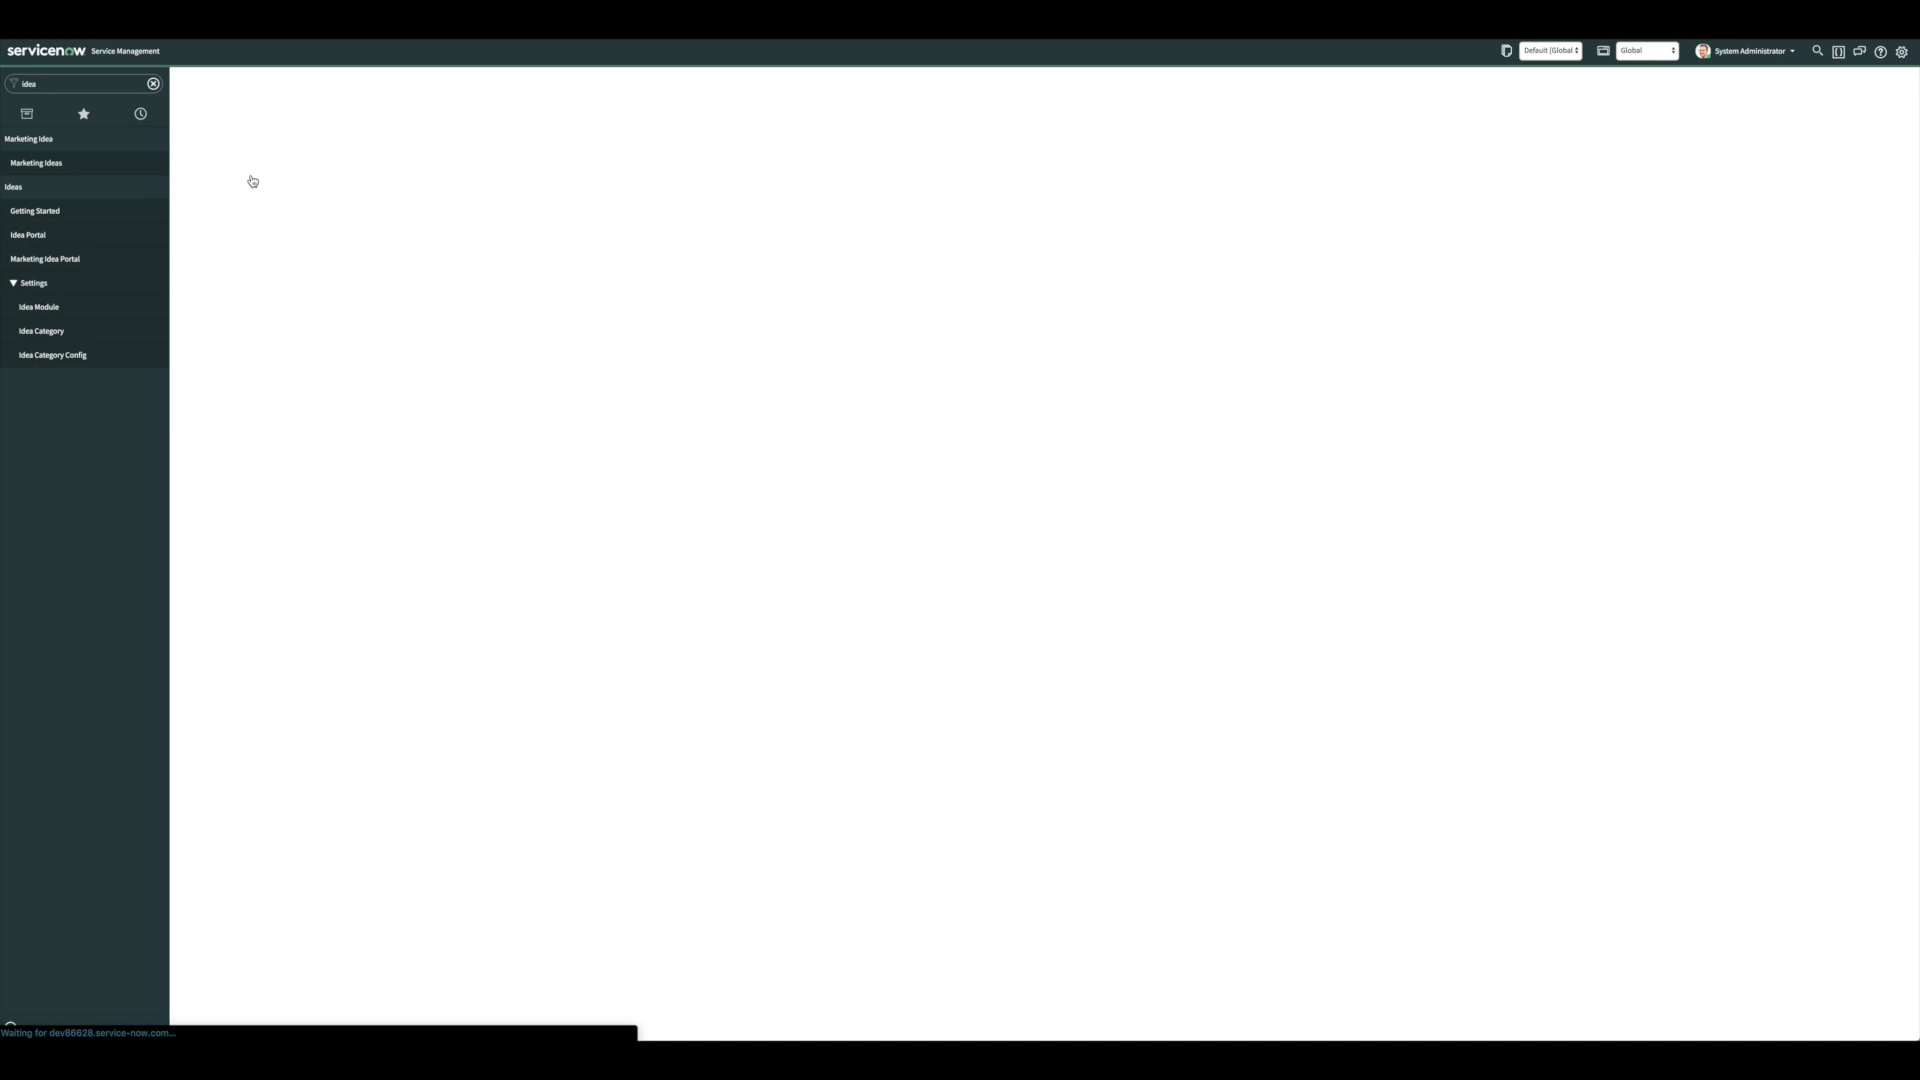 servicenow Service Management
Default [Global
Global
System Administrator
idea
Marketing Idea
Marketing Ideas
Ideas
Getting Started
Idea Portal
Marketing Idea Portal
Settings
Idea Module
Idea Category
Idea Category Config
Waiting for dev86628.service-now.com...